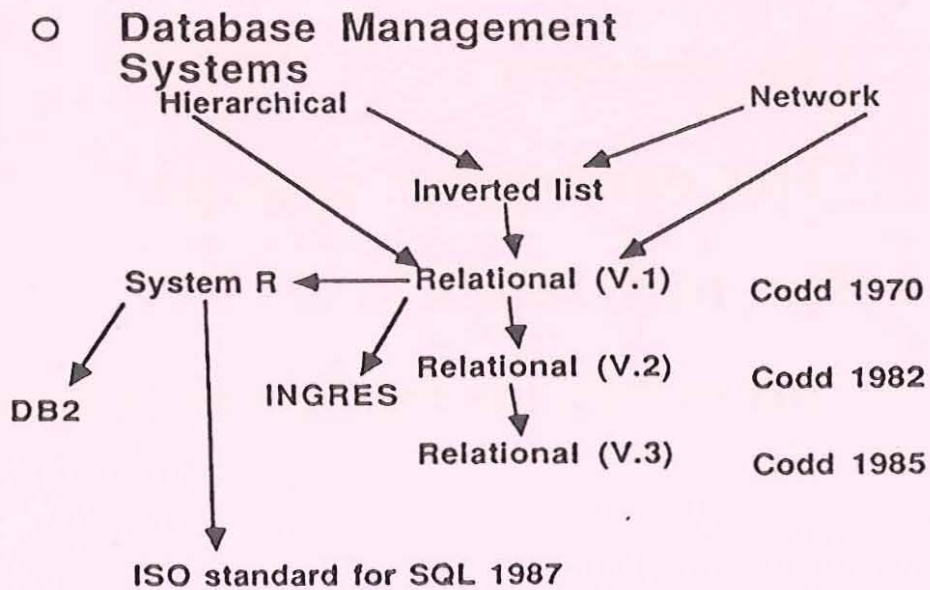 O Database Management
Systems
Hierarchical Network
Inverted list
System R Relational (V.1) Codd 1970
Relational (V.2) Codd 1982
DB2 INGRES
Relational (V.3) Codd 1985
ISO standard for SQL 1987